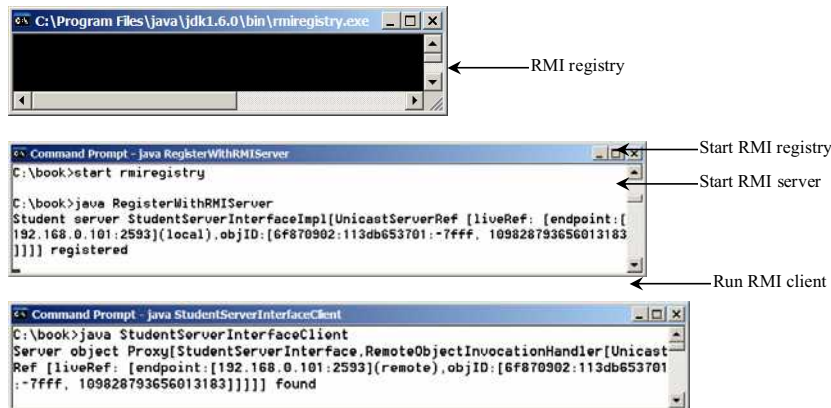 C:\Program Files\java\jdk1.6.0\bin\rmiregistry.exe
RMI registry
Command Prompt - java RegisterWithRMIServer
Start RMI registry
C:\book>start rmiregistry
Start RMI server
C:\book>java RegisterWithRMIServer
Student server StudentServerInterfaceImpl[UnicastServerRef [liveRef: [endpoint:[
192.168.0.101:2593](local),objID:[6f870902:113db653701:-7fff, 109828793656013183
]]]] registered
Run RMI client
Command Prompt - java StudentServerInterfaceClient
C:\book>java StudentServerInterfaceClient
Server object Proxy[StudentServerInterface,RemoteObjectInvocationHandler[Unicast
Ref [liveRef: [endpoint:[192.168.0.101:2593](remote),objID:[6f870902:113db653701
:-7fff, 109828793656013183]]]]] found